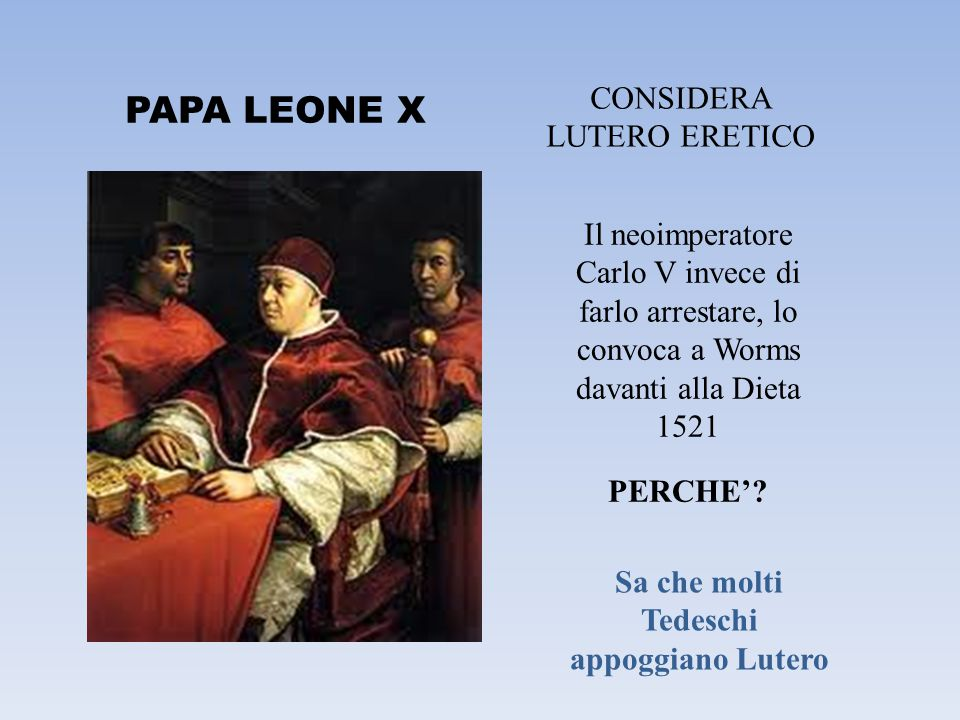 PAPA LEONE X
CONSIDERA
LUTERO ERETICO
Il neoimperatore
Carlo V invece di
farlo arrestare, lo
convoca a Worms
davanti alla Dieta
1521
PERCHE’?
Sa che molti
Tedeschi
appoggiano Lutero